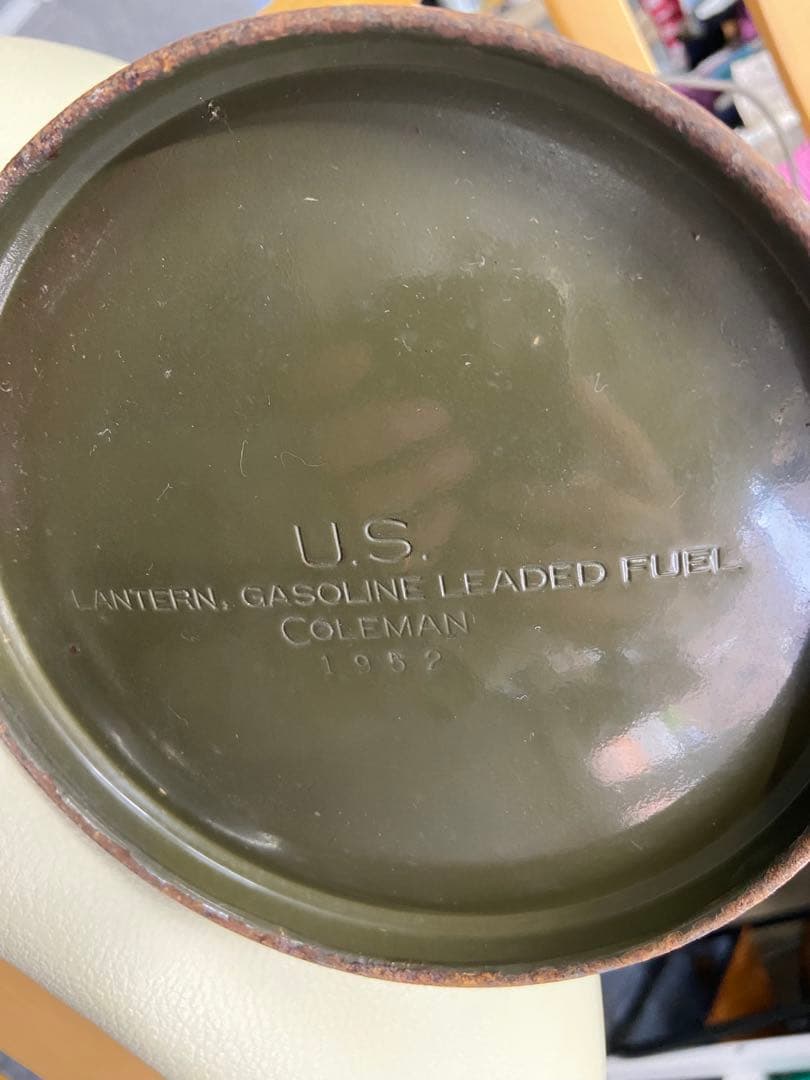 U.S.
LANTERN, GASOLINE LEADED FUEL
COLEMAN
1952